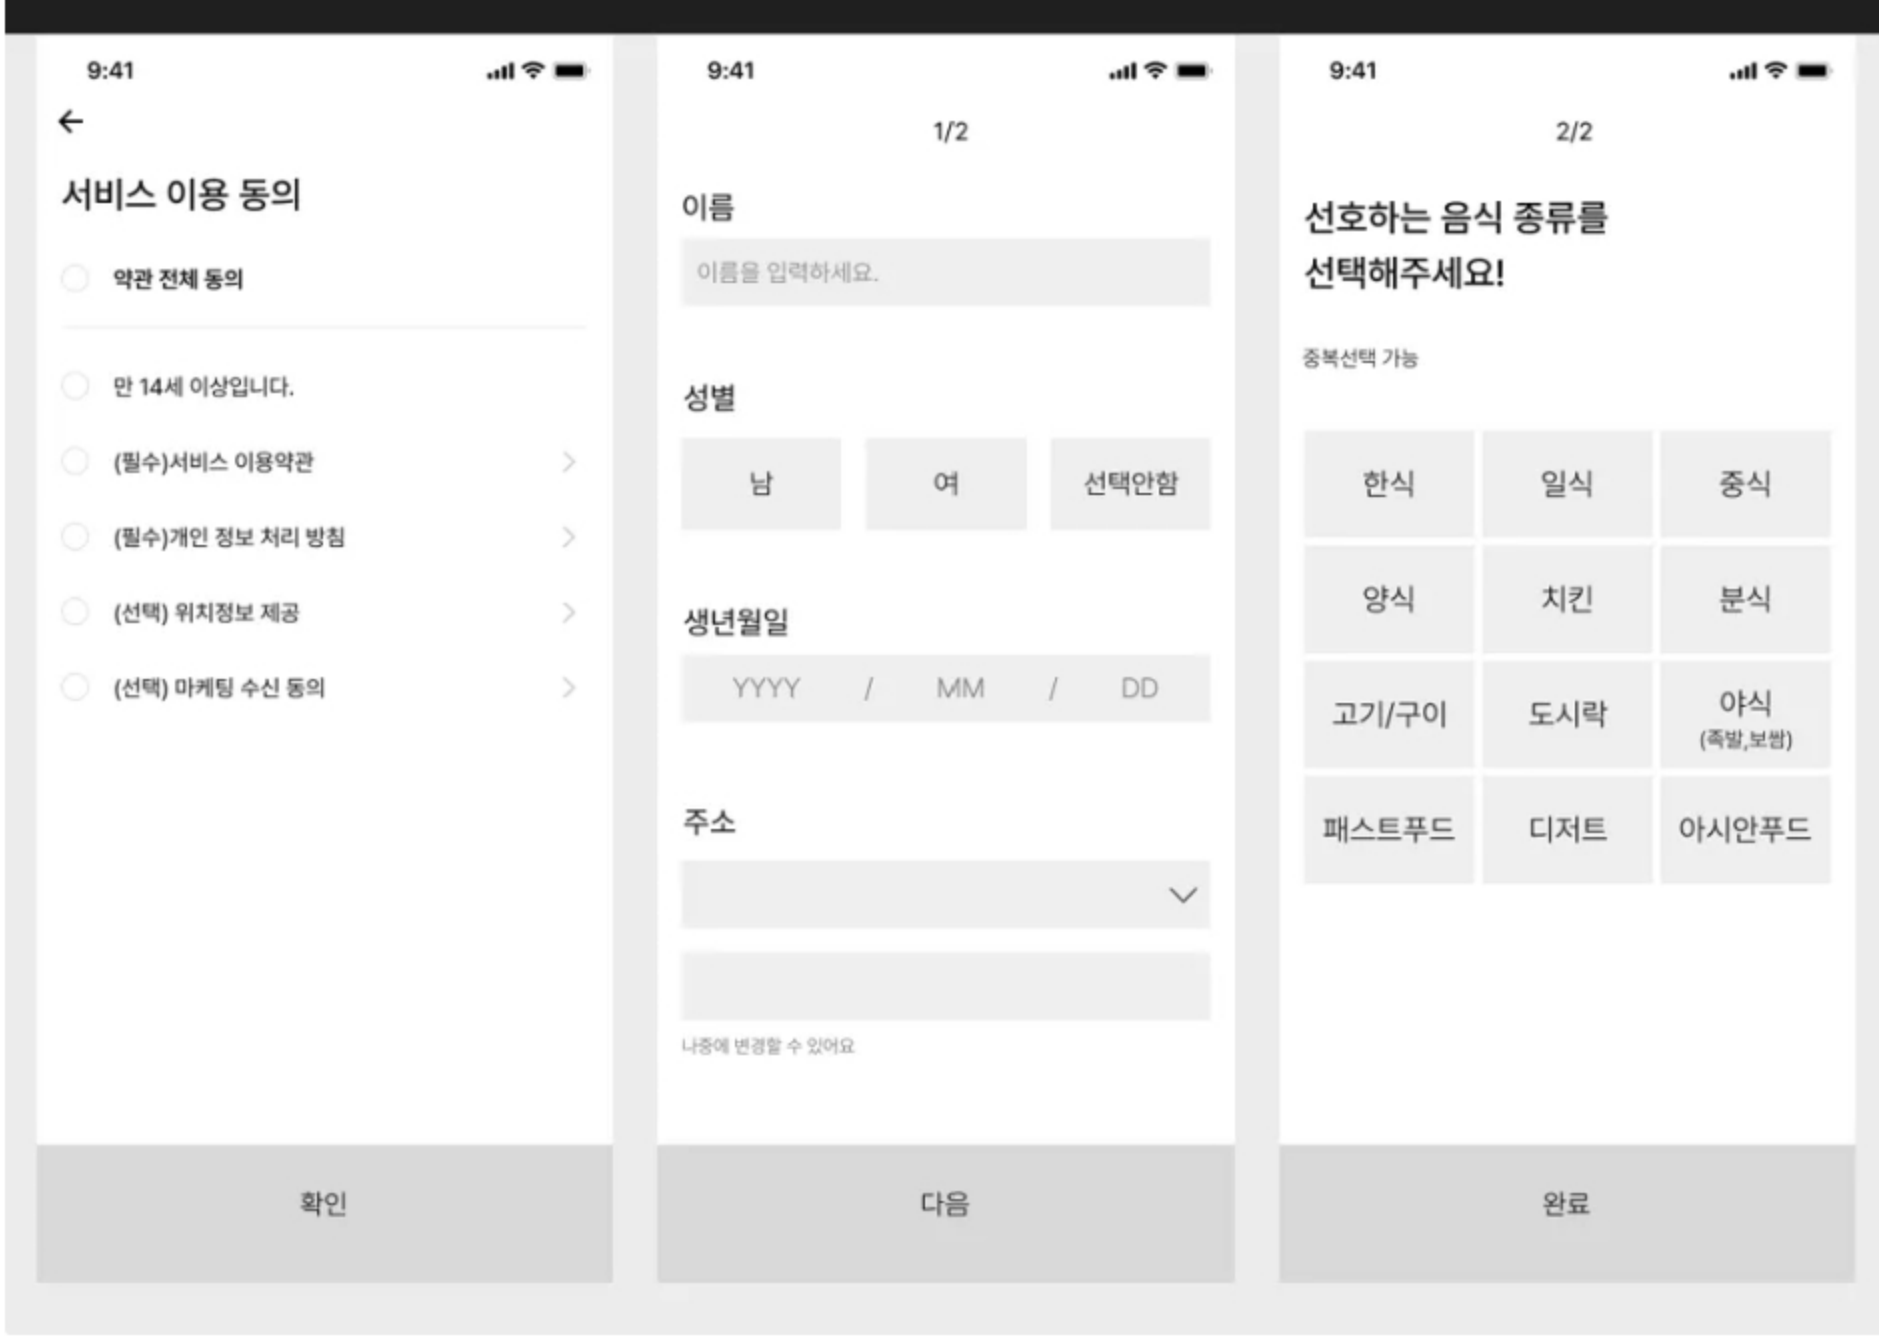 9:41
서비스 이용 동의
약관 전체 동의
만 14세 이상입니다.
(필수)서비스 이용약관
(필수)개인 정보 처리 방침
(선택) 위치정보 제공
(선택) 마케팅 수신 동의
확인
9:41
1/2
이름
이름을 입력하세요.
성별
남 여 선택안함
생년월일
YYYY / MM / DD
주소
나중에 변경할 수 있어요
다음
9:41
2/2
선호하는 음식 종류를
선택해주세요!
중복선택 가능
한식 일식 중식
양식 치킨 분식
고기/구이 도시락 야식
(족발,보쌈)
패스트푸드 디저트 아시안푸드
완료